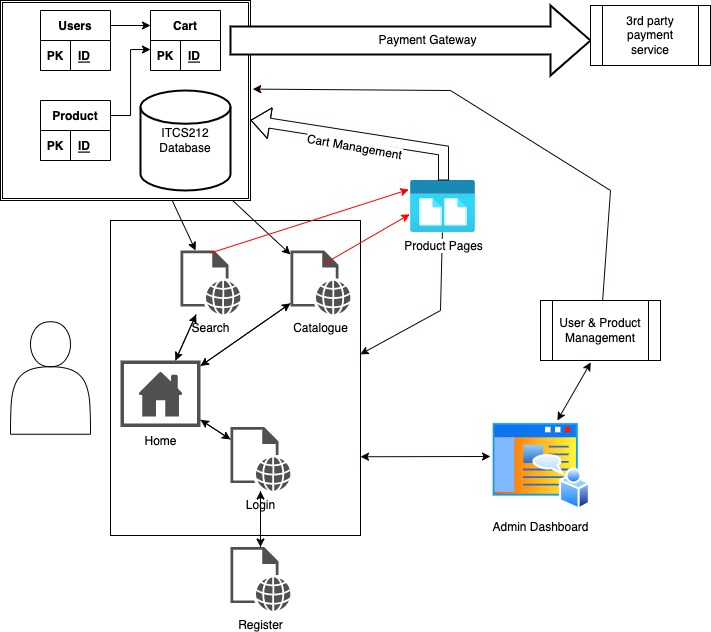 Users
PK ID
Cart
PK ID
Product
PK ID
ITCS212
Database
Payment Gateway
3rd party
payment
service
Cart Management
Product Pages
Search
Catalogue
Home
Login
Register
User & Product
Management
Admin Dashboard